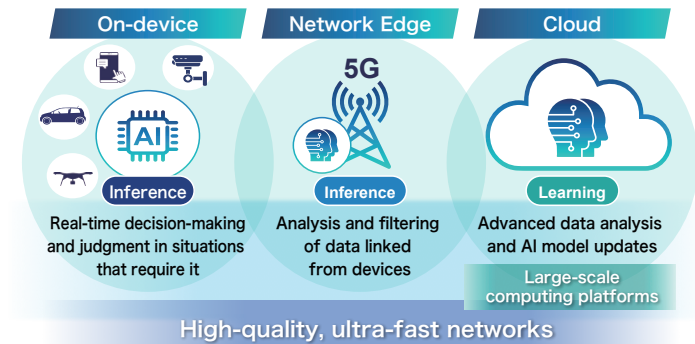 On-device
Network Edge
Cloud
AI
Inference
Real-time decision-making
and judgment in situations
that require it
5G
Inference
Analysis and filtering
of data linked
from devices
Learning
Advanced data analysis
and AI model updates
Large-scale
computing platforms
High-quality, ultra-fast networks